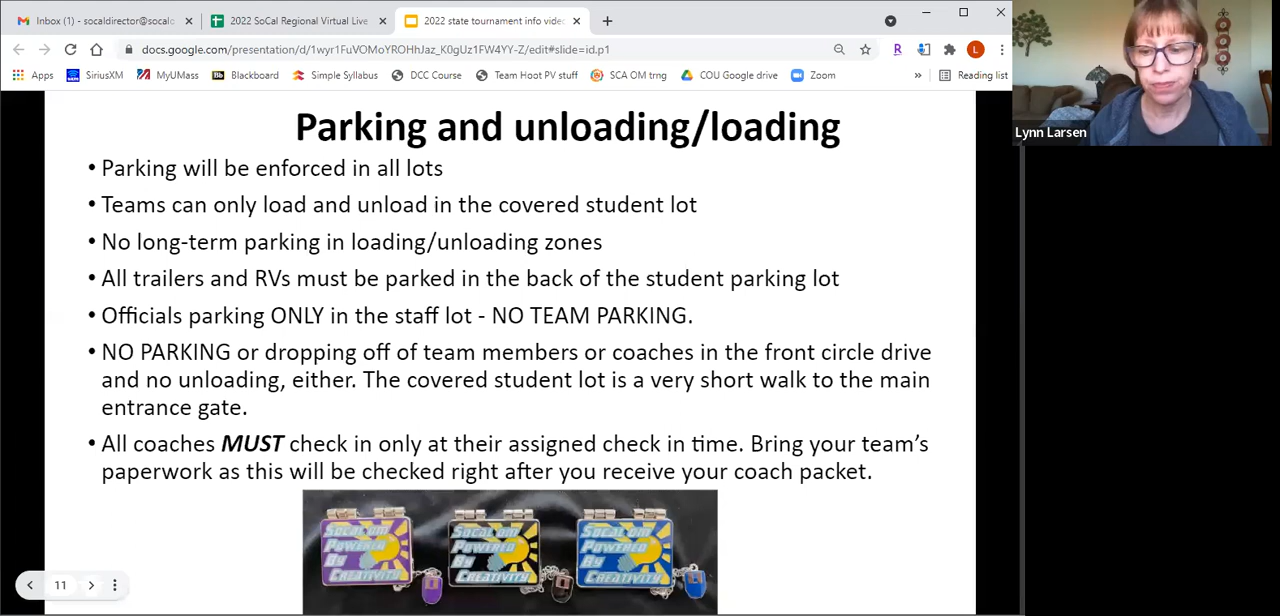 Inbox (1) - socaldirector@socalc
2022 SoCal Regional Virtual Live
2022 state tournament info video
docs.google.com/presentation/d/1wyr1FuVOMoYROHhJaz_K0gUz1FW4YY-Z/edit#slide=id.p1
R
L
Apps
SiriusXM
MyUMass
Bb Blackboard
Simple Syllabus
DCC Course
Team Hoot PV stuff
SCA OM trng
COU Google drive
Zoom
»
Reading list
Lynn Larsen
Parking and unloading/loading
• Parking will be enforced in all lots
• Teams can only load and unload in the covered student lot
• No long-term parking in loading/unloading zones
• All trailers and RVs must be parked in the back of the student parking lot
• Officials parking ONLY in the staff lot - NO TEAM PARKING.
• NO PARKING or dropping off of team members or coaches in the front circle drive
and no unloading, either. The covered student lot is a very short walk to the main
entrance gate.
• All coaches MUST check in only at their assigned check in time. Bring your team's
paperwork as this will be checked right after you receive your coach packet.
SoCal OM
Powered
By
Creativity
SoCal OM
Powered
By
Creativity
SoCal OM
Powered
By
Creativity
11